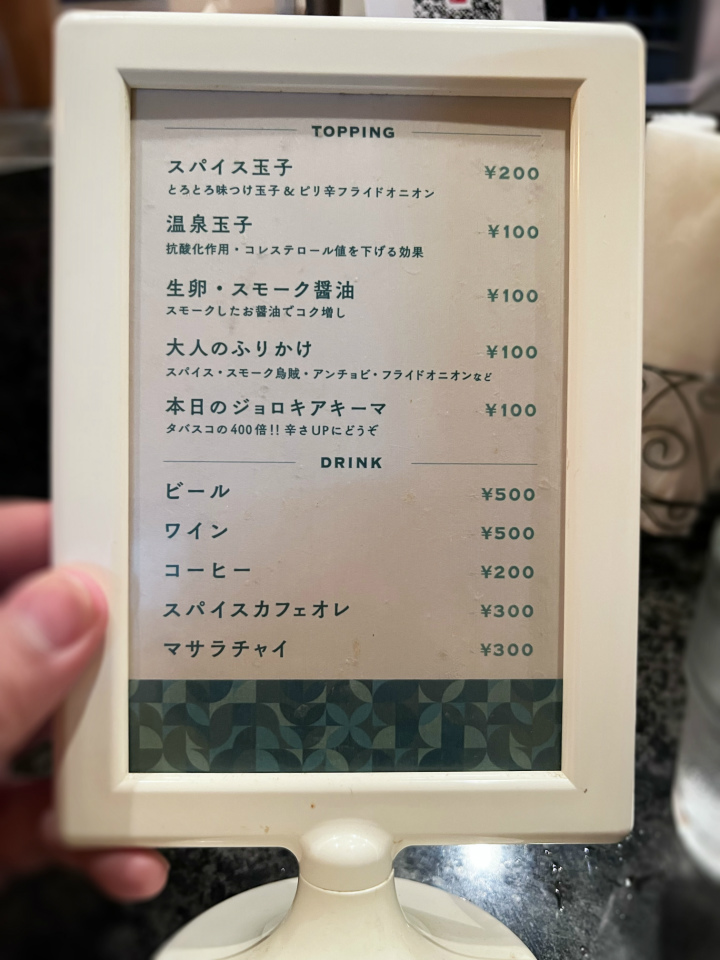 TOPPING
スパイス玉子 ¥200
とろとろ味つけ玉子 & ピリ辛フライドオニオン
温泉玉子 ¥100
抗酸化作用・コレステロール値を下げる効果
生卵・スモーク醤油 ¥100
スモークしたお醤油でコク増し
大人のふりかけ ¥100
スパイス・スモーク烏賊・アンチョビ・フライドオニオンなど
本日のジョロキアキーマ ¥100
タバスコの400倍!! 辛さUPにどうぞ
DRINK
ビール ¥500
ワイン ¥500
コーヒー ¥200
スパイスカフェオレ ¥300
マサラチャイ ¥300